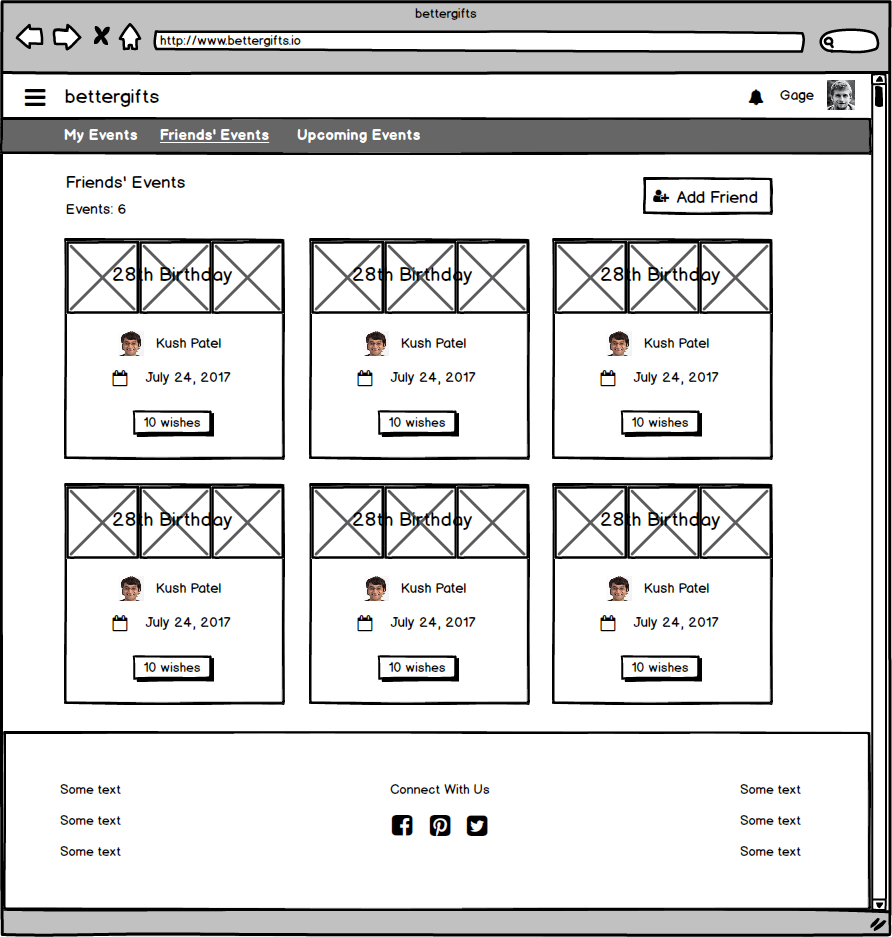 bettergifts
http://www.bettergifts.io
bettergifts
Gage
My Events Friends' Events Upcoming Events
Friends' Events
Add Friend
Events: 6
28th Birthday 28th Birthday 28th Birthday
Kush Patel Kush Patel Kush Patel
July 24, 2017 July 24, 2017 July 24, 2017
10 wishes 10 wishes 10 wishes
28th Birthday 28th Birthday 28th Birthday
Kush Patel Kush Patel Kush Patel
July 24, 2017 July 24, 2017 July 24, 2017
10 wishes 10 wishes 10 wishes
Some text Connect With Us Some text
Some text Some text
Some text Some text